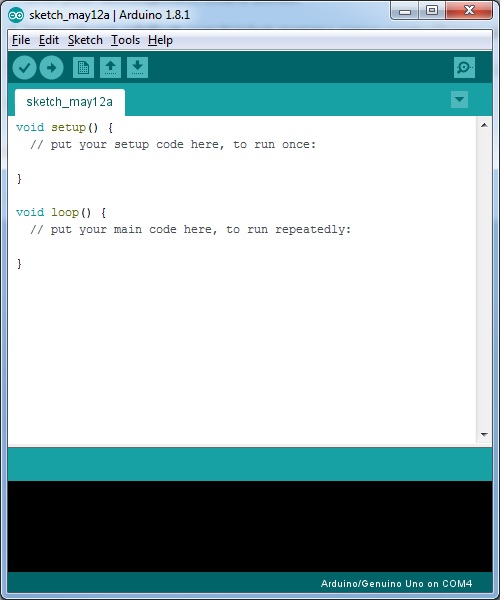 sketch_may12a | Arduino 1.8.1
File Edit Sketch Tools Help
sketch_may12a
void setup() {
  // put your setup code here, to run once:
}
void loop() {
  // put your main code here, to run repeatedly:
}
Arduino/Genuino Uno on COM4